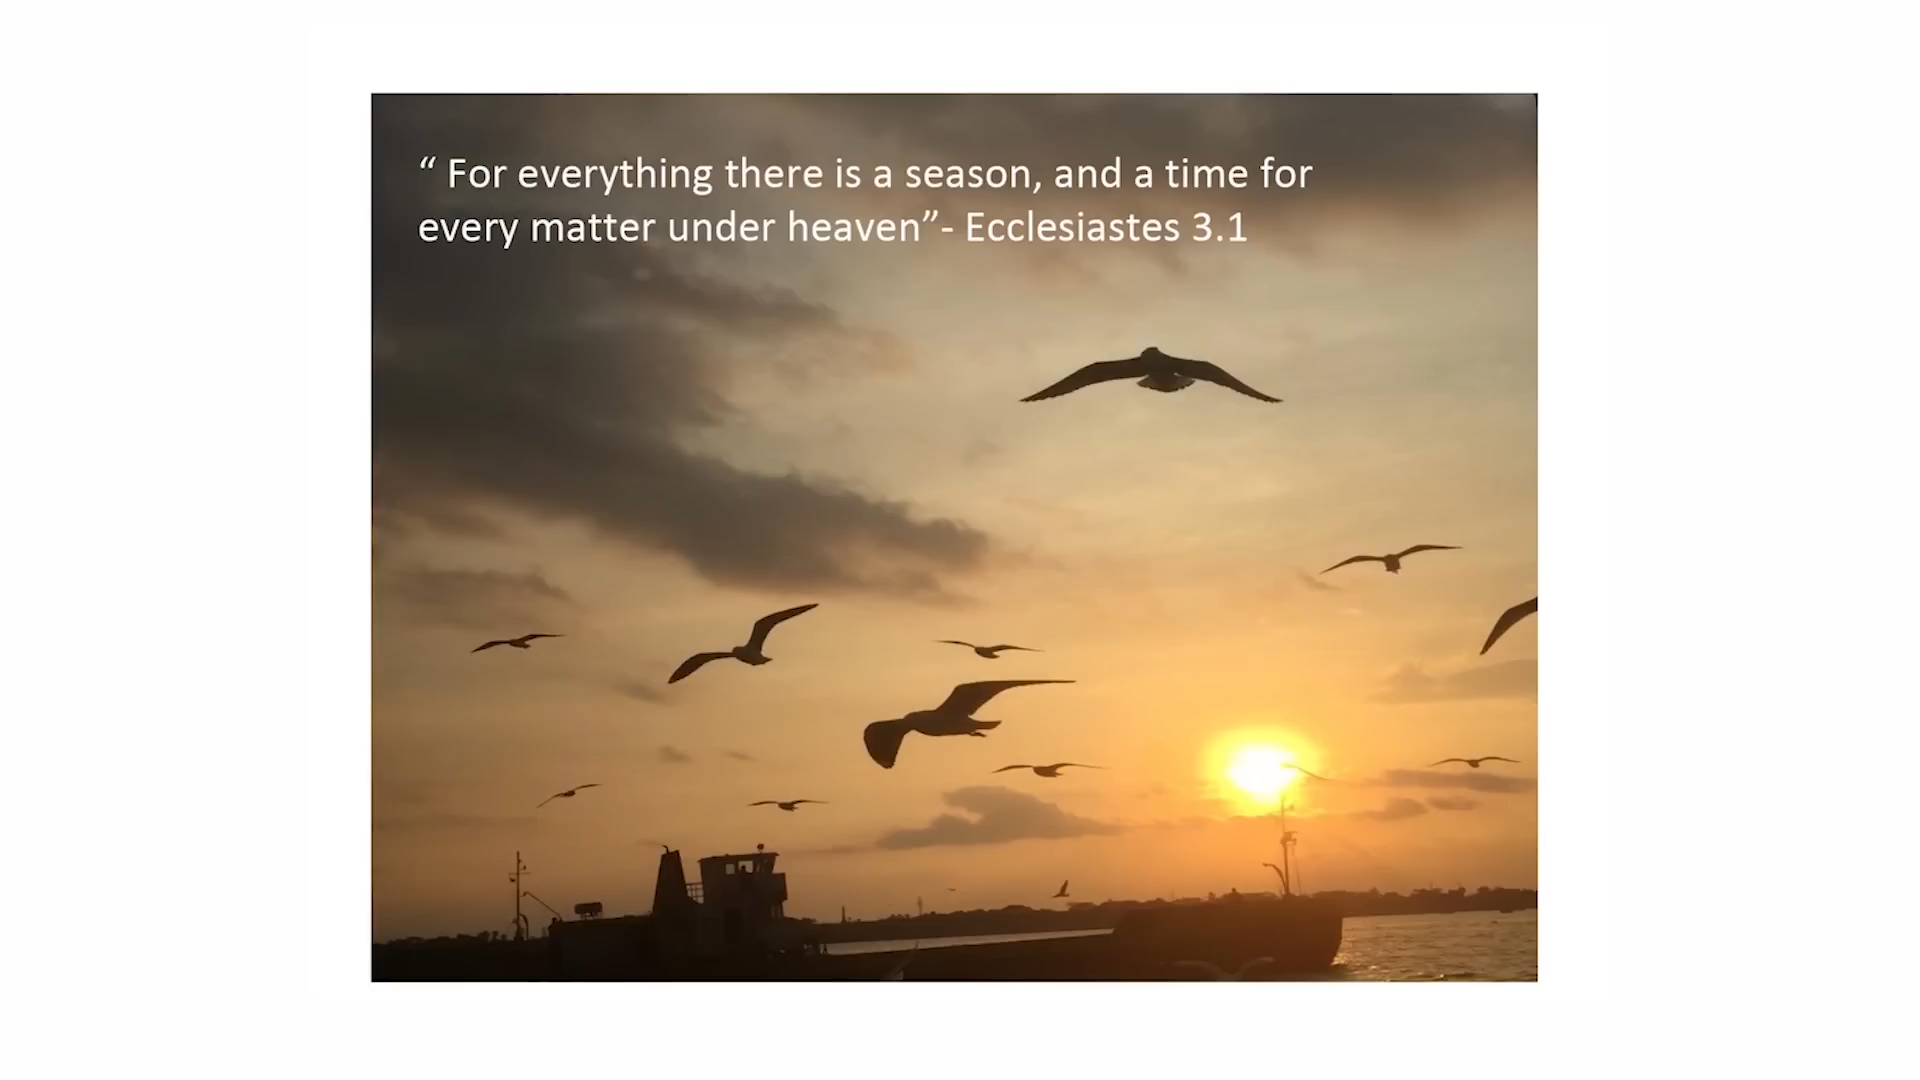 “ For everything there is a season, and a time for
every matter under heaven”- Ecclesiastes 3.1